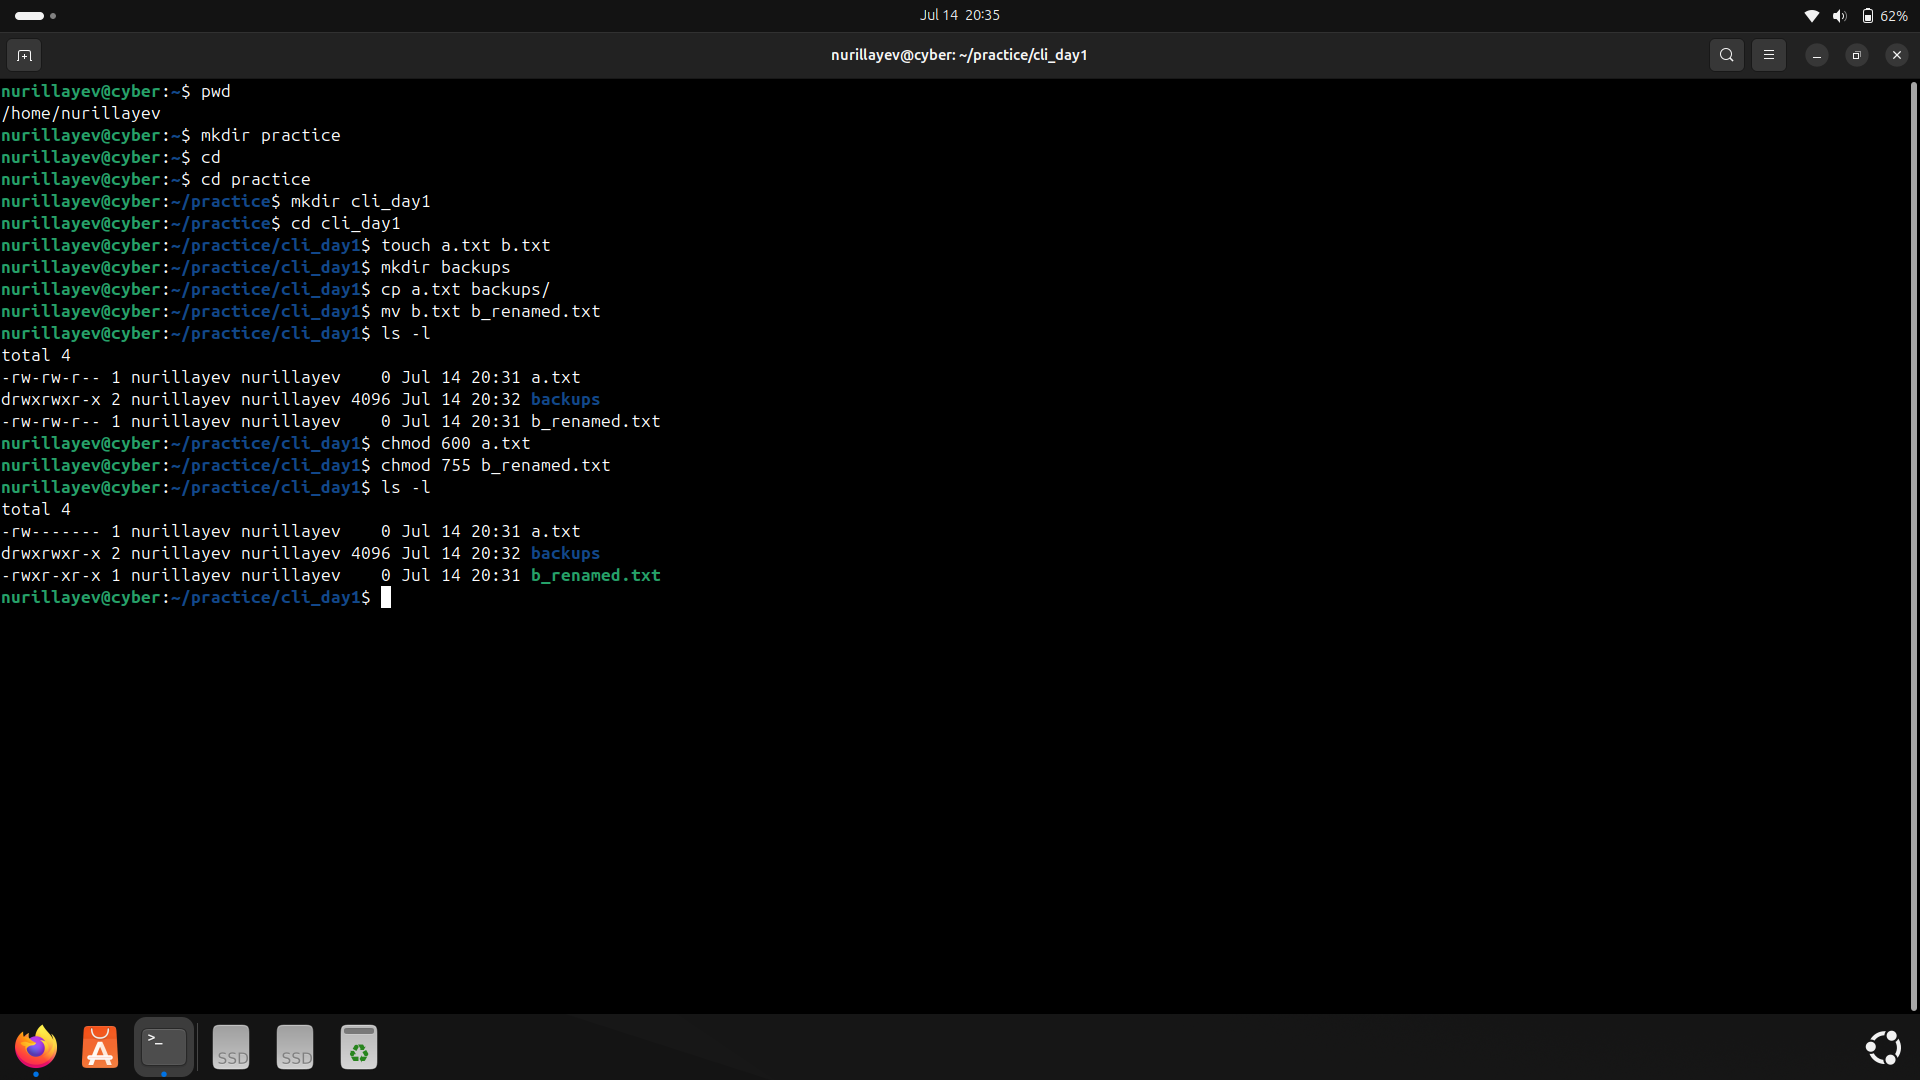 Jul 14 20:35
62%
nurillayev@cyber: ~/practice/cli_day1
nurillayev@cyber:~$ pwd
/home/nurillayev
nurillayev@cyber:~$ mkdir practice
nurillayev@cyber:~$ cd
nurillayev@cyber:~$ cd practice
nurillayev@cyber:~/practice$ mkdir cli_day1
nurillayev@cyber:~/practice$ cd cli_day1
nurillayev@cyber:~/practice/cli_day1$ touch a.txt b.txt
nurillayev@cyber:~/practice/cli_day1$ mkdir backups
nurillayev@cyber:~/practice/cli_day1$ cp a.txt backups/
nurillayev@cyber:~/practice/cli_day1$ mv b.txt b_renamed.txt
nurillayev@cyber:~/practice/cli_day1$ ls -l
total 4
-rw-rw-r-- 1 nurillayev nurillayev    0 Jul 14 20:31 a.txt
drwxrwxr-x 2 nurillayev nurillayev 4096 Jul 14 20:32 backups
-rw-rw-r-- 1 nurillayev nurillayev    0 Jul 14 20:31 b_renamed.txt
nurillayev@cyber:~/practice/cli_day1$ chmod 600 a.txt
nurillayev@cyber:~/practice/cli_day1$ chmod 755 b_renamed.txt
nurillayev@cyber:~/practice/cli_day1$ ls -l
total 4
-rw------- 1 nurillayev nurillayev    0 Jul 14 20:31 a.txt
drwxrwxr-x 2 nurillayev nurillayev 4096 Jul 14 20:32 backups
-rwxr-xr-x 1 nurillayev nurillayev    0 Jul 14 20:31 b_renamed.txt
nurillayev@cyber:~/practice/cli_day1$
>_
SSD
SSD